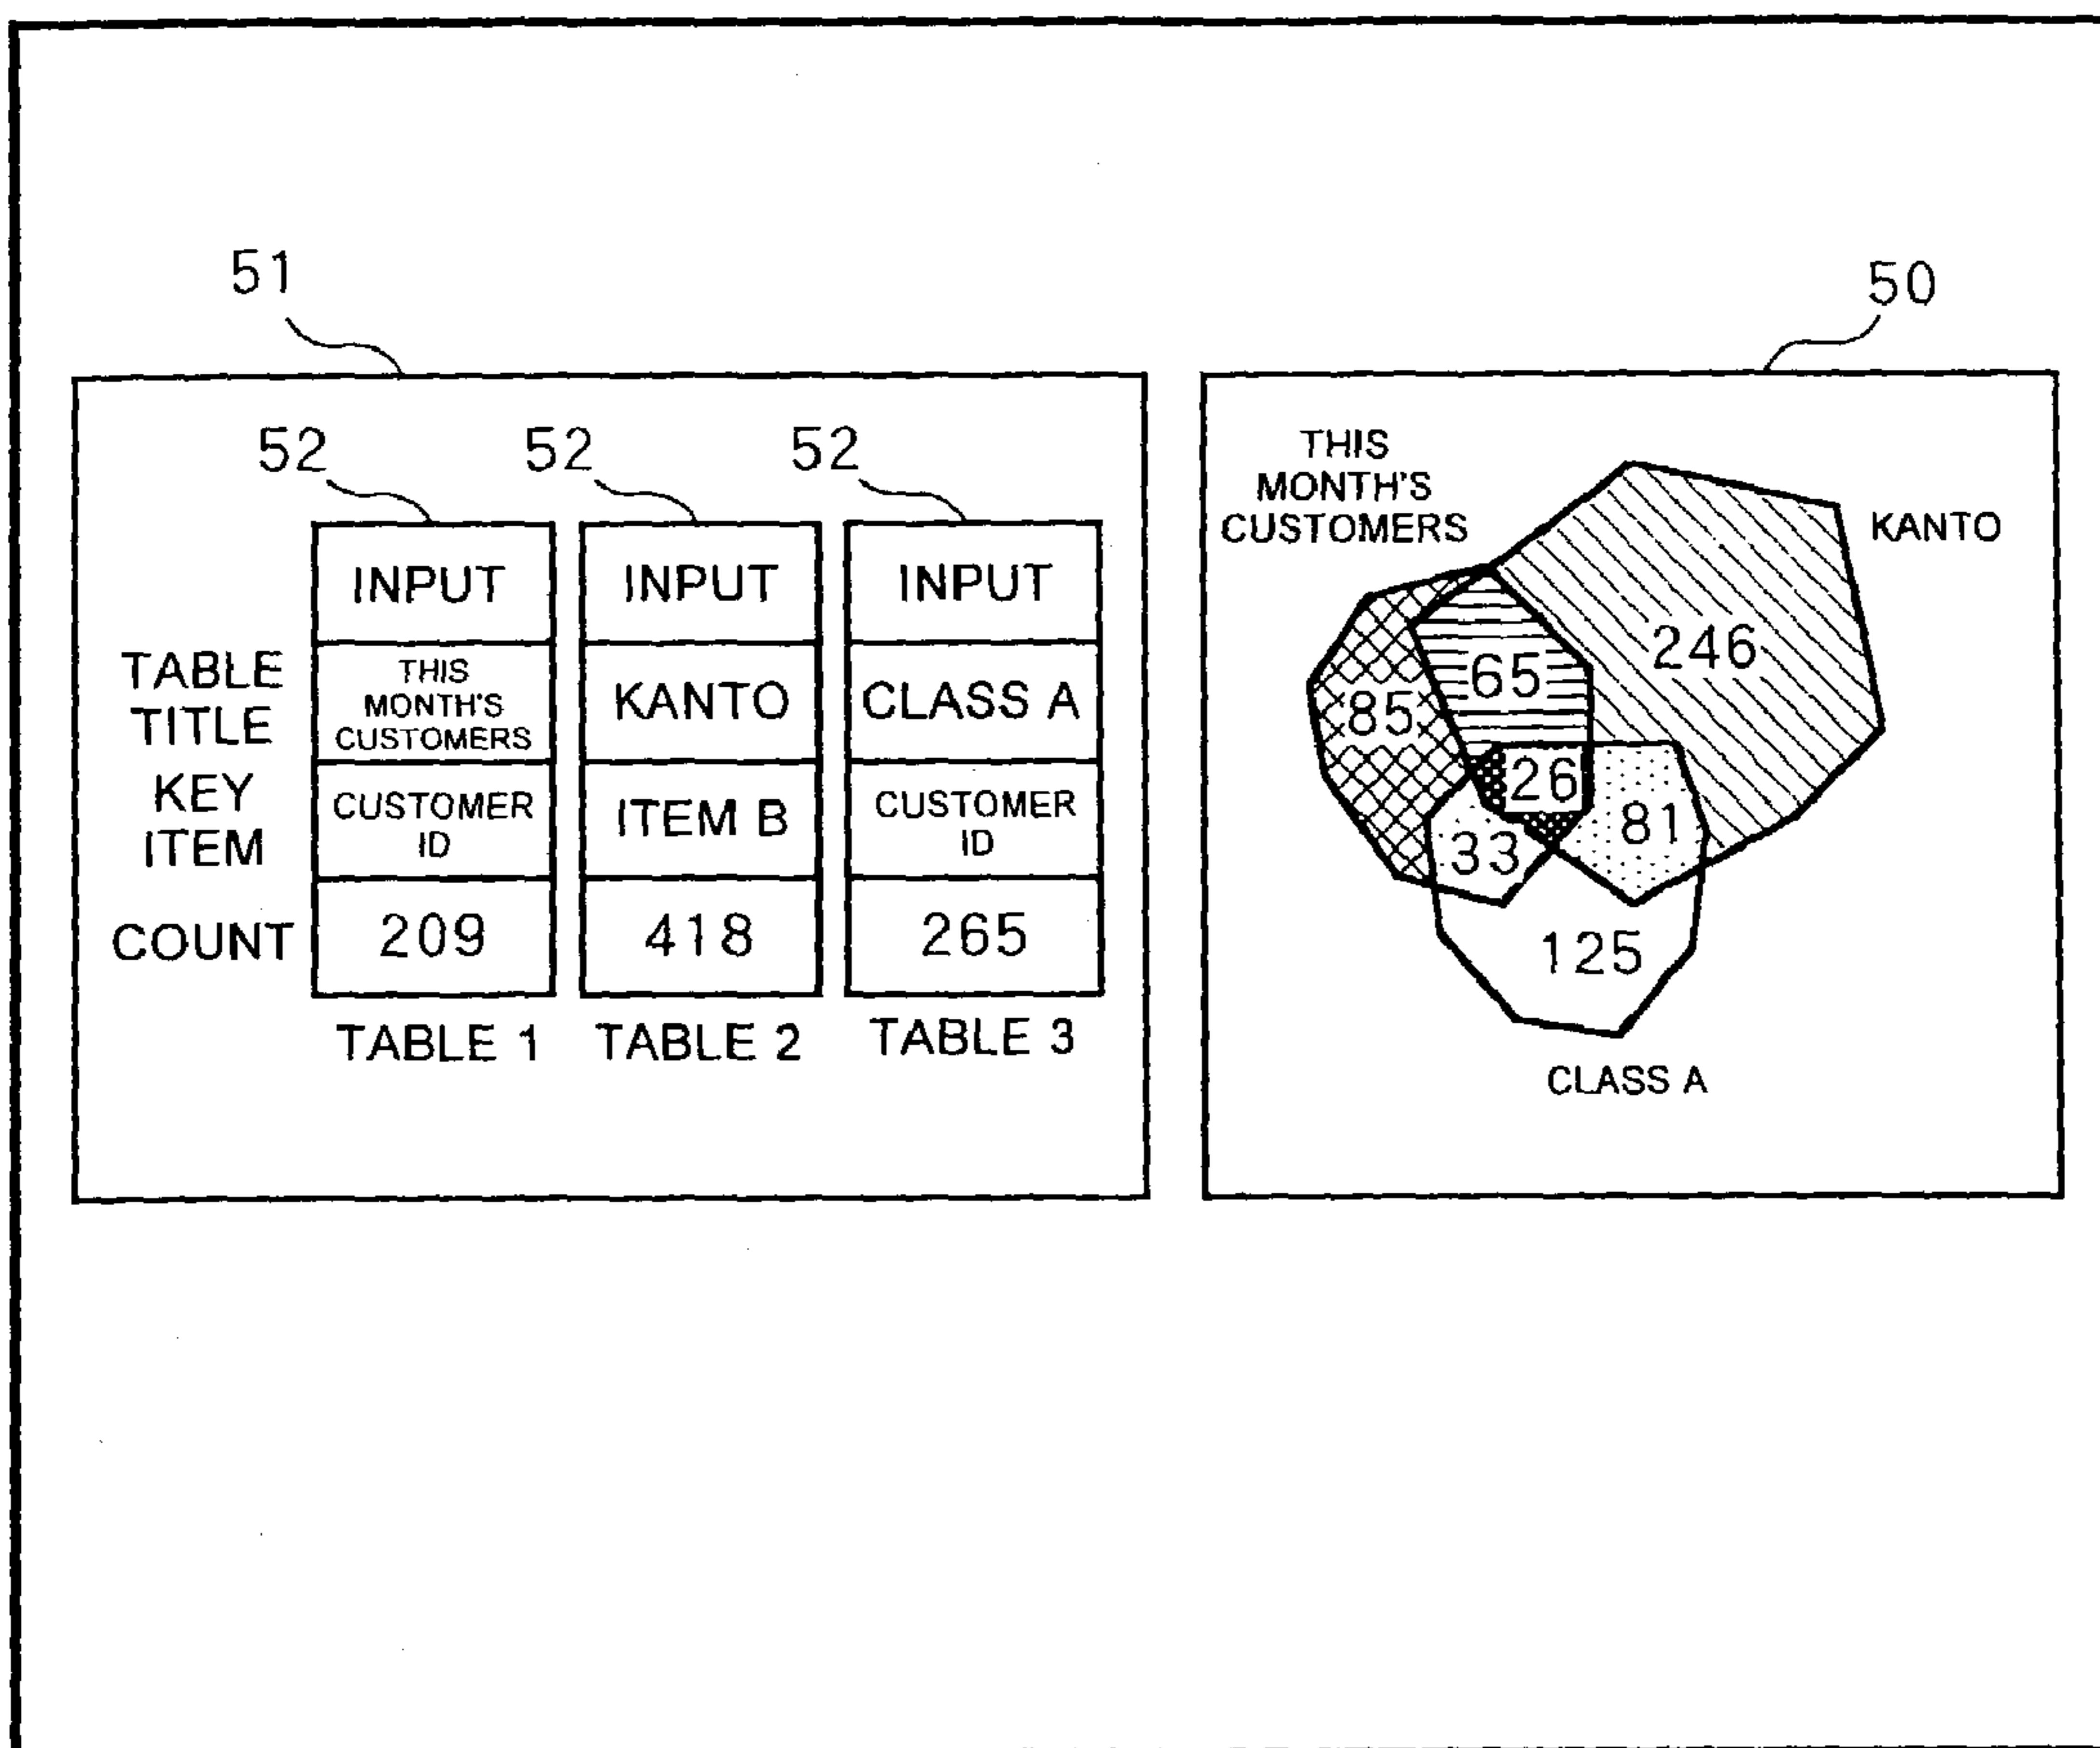 51
50
52
52
52
INPUT
INPUT
INPUT
TABLE
TITLE
THIS
MONTH'S
CUSTOMERS
KANTO
CLASS A
KEY
ITEM
CUSTOMER
ID
ITEM B
CUSTOMER
ID
COUNT
209
418
265
TABLE 1
TABLE 2
TABLE 3
THIS
MONTH'S
CUSTOMERS
KANTO
246
65
85
26
81
33
125
CLASS A